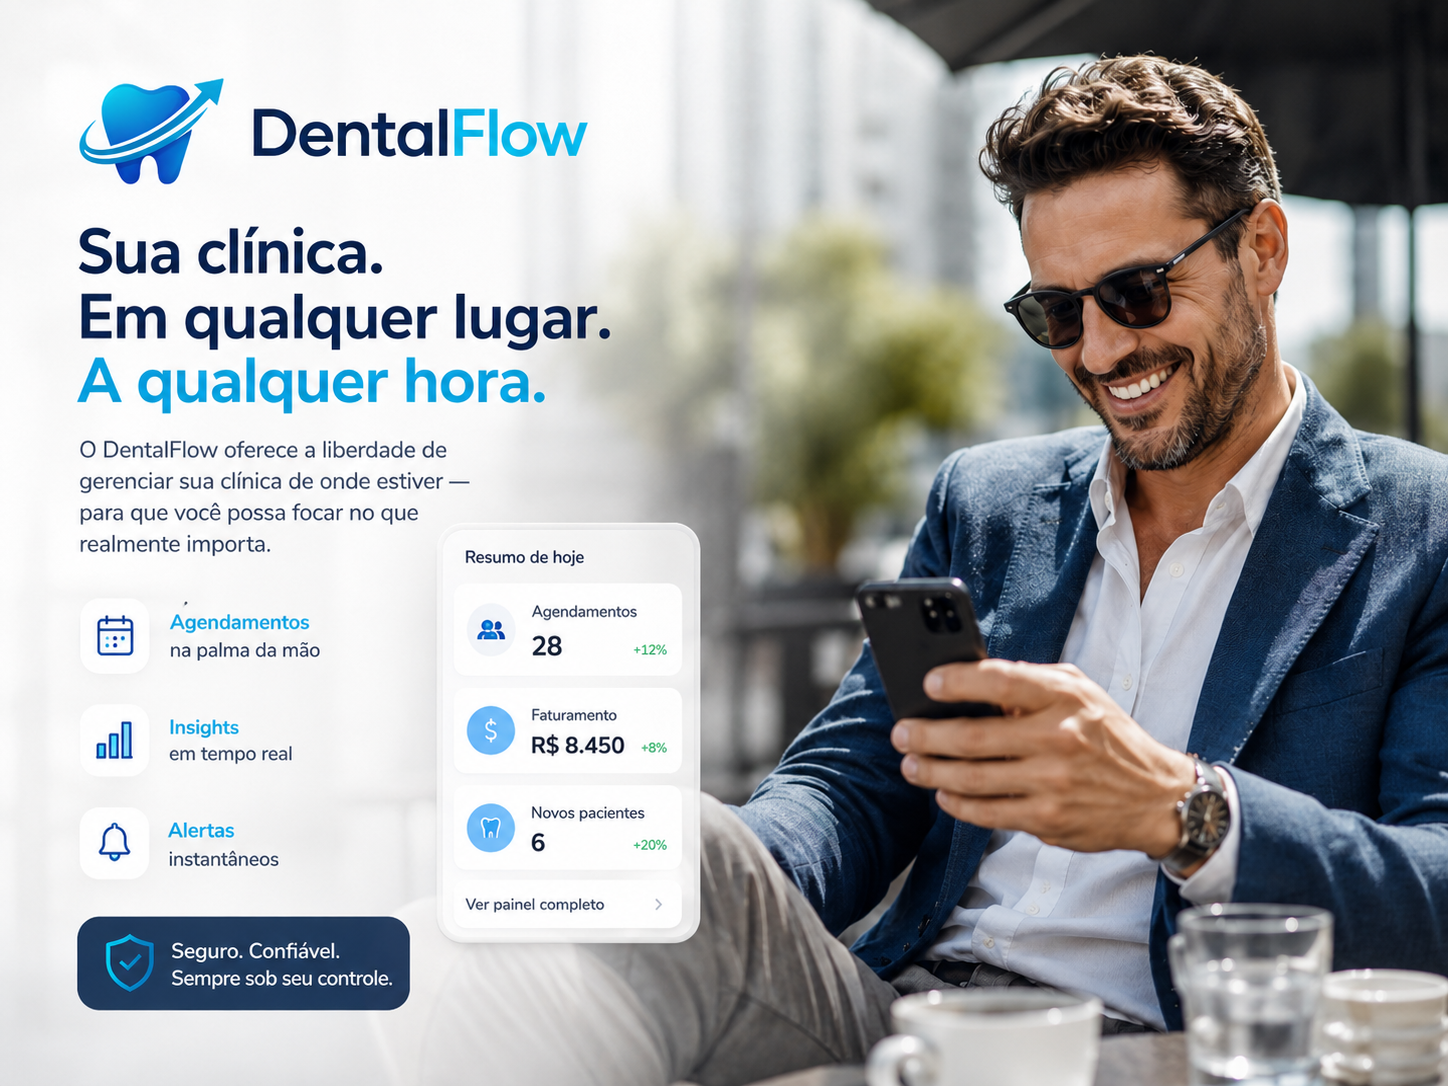 DentalFlow
Sua clínica.
Em qualquer lugar.
A qualquer hora.
O DentalFlow oferece a liberdade de
gerenciar sua clínica de onde estiver —
para que você possa focar no que
realmente importa.
Agendamentos
na palma da mão
Insights
em tempo real
Alertas
instantâneos
Seguro. Confiável.
Sempre sob seu controle.
Resumo de hoje
Agendamentos
28 +12%
Faturamento
R$ 8.450 +8%
Novos pacientes
6 +20%
Ver painel completo